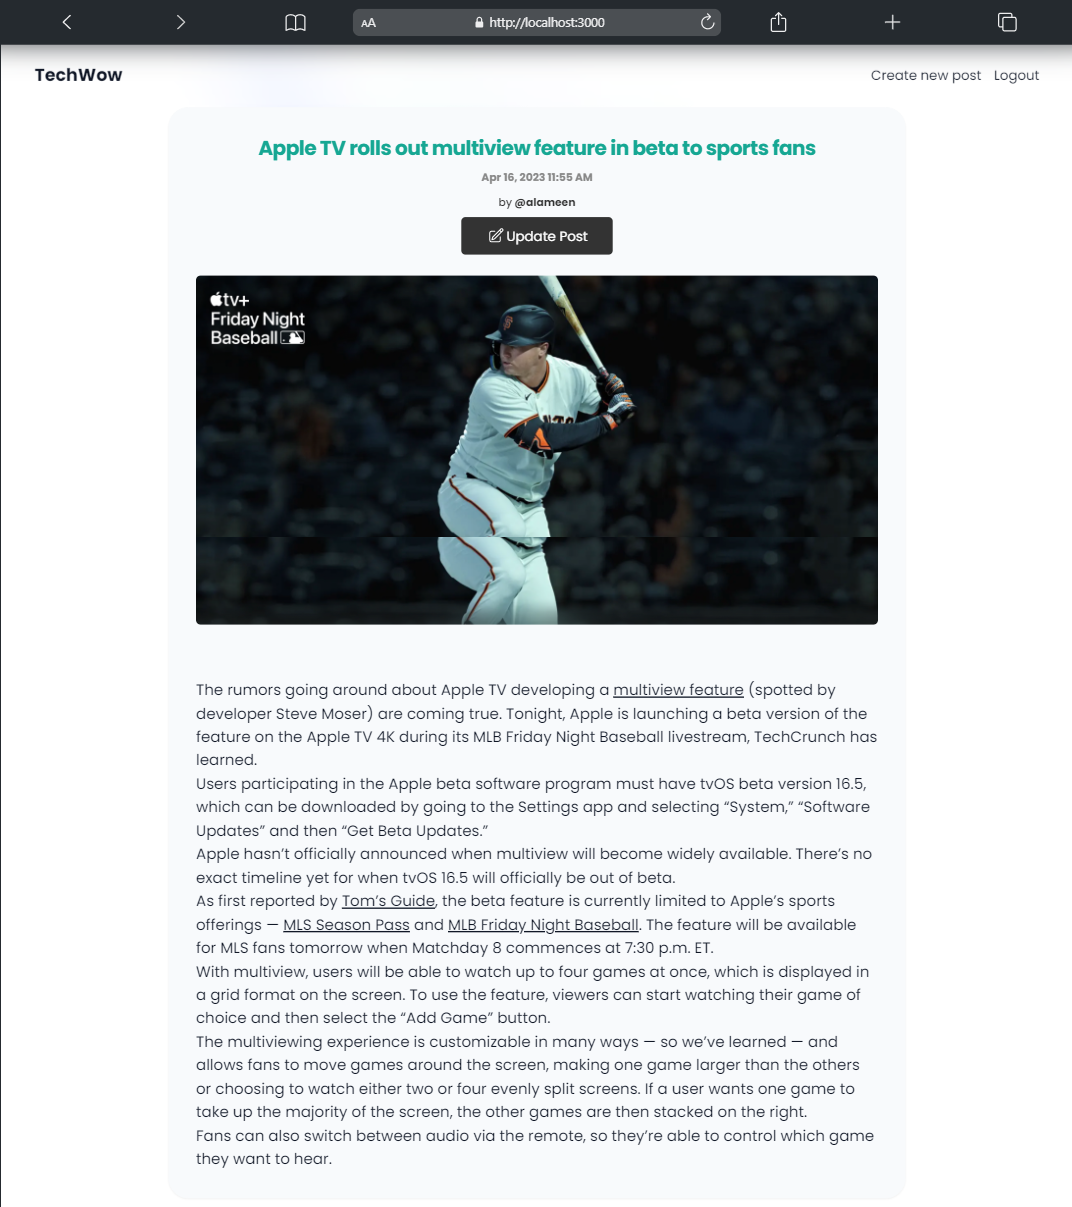 AA http://localhost:3000
TechWow
Create new post Logout
Apple TV rolls out multiview feature in beta to sports fans
Apr 16, 2023 11:55 AM
by @alameen
Update Post
tv+
Friday Night
Baseball
The rumors going around about Apple TV developing a multiview feature (spotted by
developer Steve Moser) are coming true. Tonight, Apple is launching a beta version of the
feature on the Apple TV 4K during its MLB Friday Night Baseball livestream, TechCrunch has
learned.
Users participating in the Apple beta software program must have tvOS beta version 16.5,
which can be downloaded by going to the Settings app and selecting “System,” “Software
Updates” and then “Get Beta Updates.”
Apple hasn’t officially announced when multiview will become widely available. There’s no
exact timeline yet for when tvOS 16.5 will officially be out of beta.
As first reported by Tom’s Guide, the beta feature is currently limited to Apple’s sports
offerings — MLS Season Pass and MLB Friday Night Baseball. The feature will be available
for MLS fans tomorrow when Matchday 8 commences at 7:30 p.m. ET.
With multiview, users will be able to watch up to four games at once, which is displayed in
a grid format on the screen. To use the feature, viewers can start watching their game of
choice and then select the “Add Game” button.
The multiviewing experience is customizable in many ways — so we’ve learned — and
allows fans to move games around the screen, making one game larger than the others
or choosing to watch either two or four evenly split screens. If a user wants one game to
take up the majority of the screen, the other games are then stacked on the right.
Fans can also switch between audio via the remote, so they’re able to control which game
they want to hear.